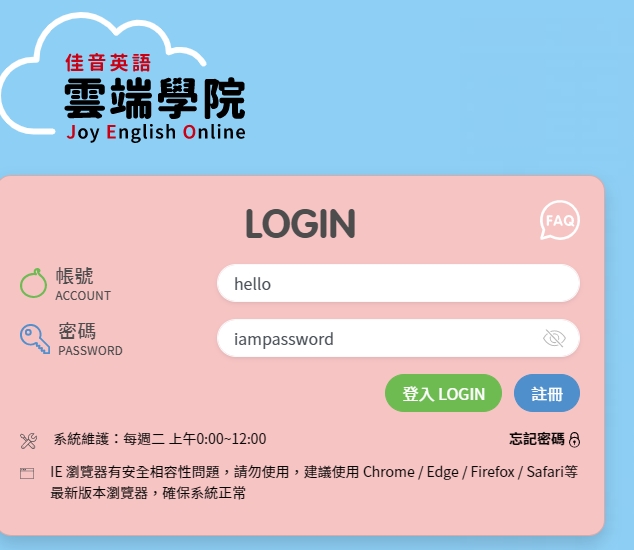 佳音英語
雲端學院
Joy English Online
LOGIN
FAQ
帳號
ACCOUNT
hello
密碼
PASSWORD
iampassword
登入 LOGIN
註冊
系統維護：每週二 上午0:00~12:00
忘記密碼
IE 瀏覽器有安全相容性問題，請勿使用，建議使用 Chrome / Edge / Firefox / Safari等
最新版本瀏覽器，確保系統正常